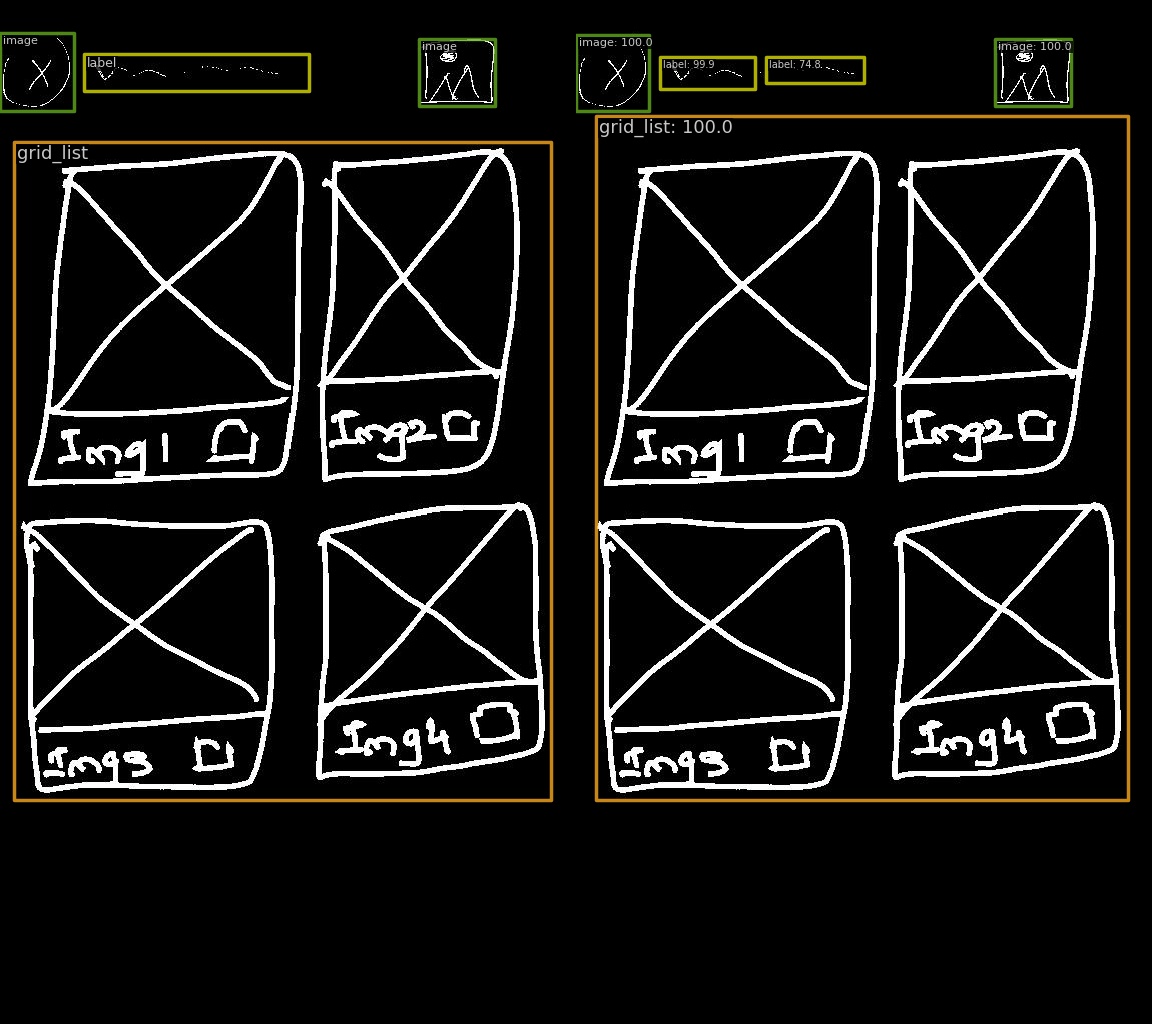 image image image: 100.0 image: 100.0
label label: 99.9 label: 74.8
grid_list grid_list: 100.0
Img1 Img2 Img1 Img2
Img3 Img4 Img3 Img4